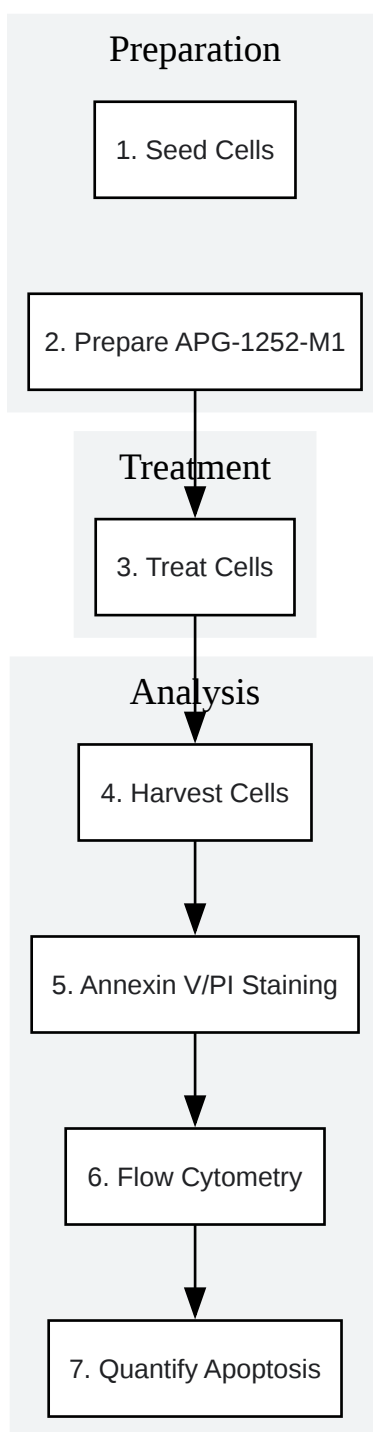 Preparation
1. Seed Cells
2. Prepare APG-1252-M1
Treatment
3. Treat Cells
Analysis
4. Harvest Cells
5. Annexin V/PI Staining
6. Flow Cytometry
7. Quantify Apoptosis